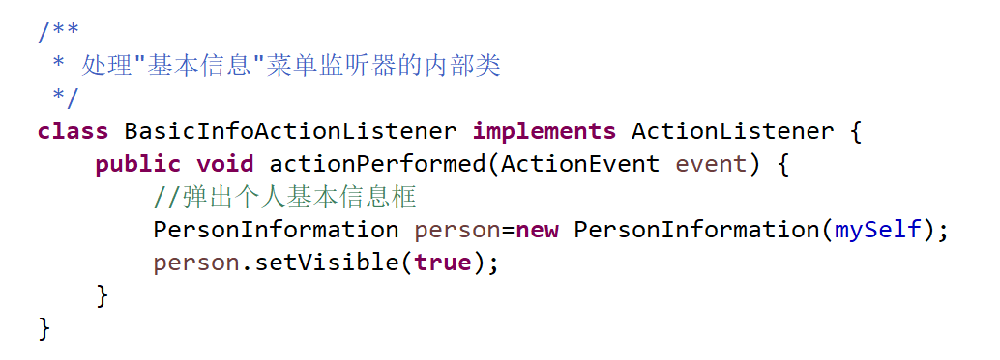 /**
 * 处理"基本信息"菜单监听器的内部类
 */
class BasicInfoActionListener implements ActionListener {
    public void actionPerformed(ActionEvent event) {
        //弹出个人基本信息框
        PersonInformation person=new PersonInformation(mySelf);
        person.setVisible(true);
    }
}